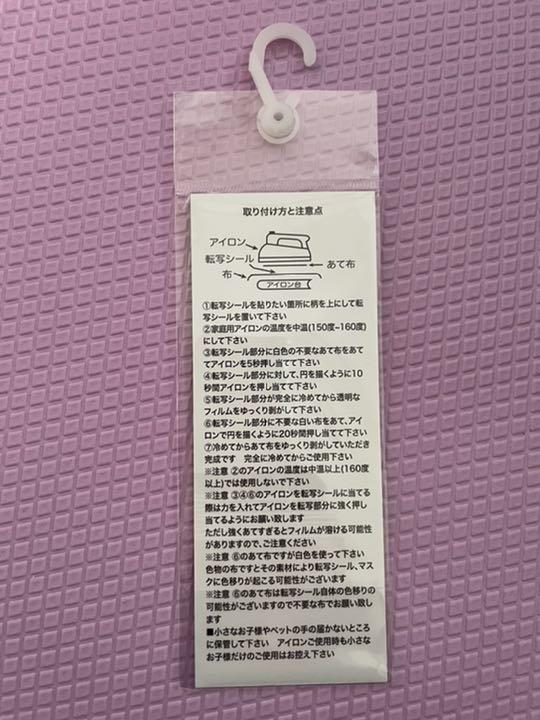 取り付け方と注意点
アイロン
転写シール
あて布
布
アイロン台
①転写シールを貼りたい箇所に柄を上にして転
写シールを置いて下さい
②家庭用アイロンの温度を中温(150度~160度)
にして下さい
③転写シール部分に白色の不要なあて布をあ
ててアイロンを5秒押し当てて下さい
④転写シール部分に対して、円を描くように10
秒間アイロンを押し当てて下さい
⑤転写シール部分が完全に冷めてから透明な
フィルムをゆっくり剥がして下さい
⑥転写シール部分に不要な白い布をあて、アイ
ロンで円を描くように20秒間押し当てて下さい
⑦冷めてからあて布をゆっくり剥がしていただき
完成です　完全に冷めてからご使用下さい
※注意 ②のアイロンの温度は中温以上(160度
以上)では使用しないで下さい
※注意 ③④⑥のアイロンを転写シールに当てる
際は力を入れてアイロンを転写部分に強く押し
当てるようにお願い致します
ただし強くあてすぎるとフィルムが溶ける可能性
がありますので、ご注意ください
※注意 ⑥のあて布ですが白色を使って下さい
色物の布ですとその素材により転写シール、マス
クに色移りが起こる可能性がございます
※注意 ⑥のあて布は転写シール自体の色移りの
可能性がございますので不要な布でお願い致し
ます
■小さなお子様やペットの手の届かないところ
に保管して下さい　アイロンご使用時も小さな
お子様だけのご使用はお控え下さい